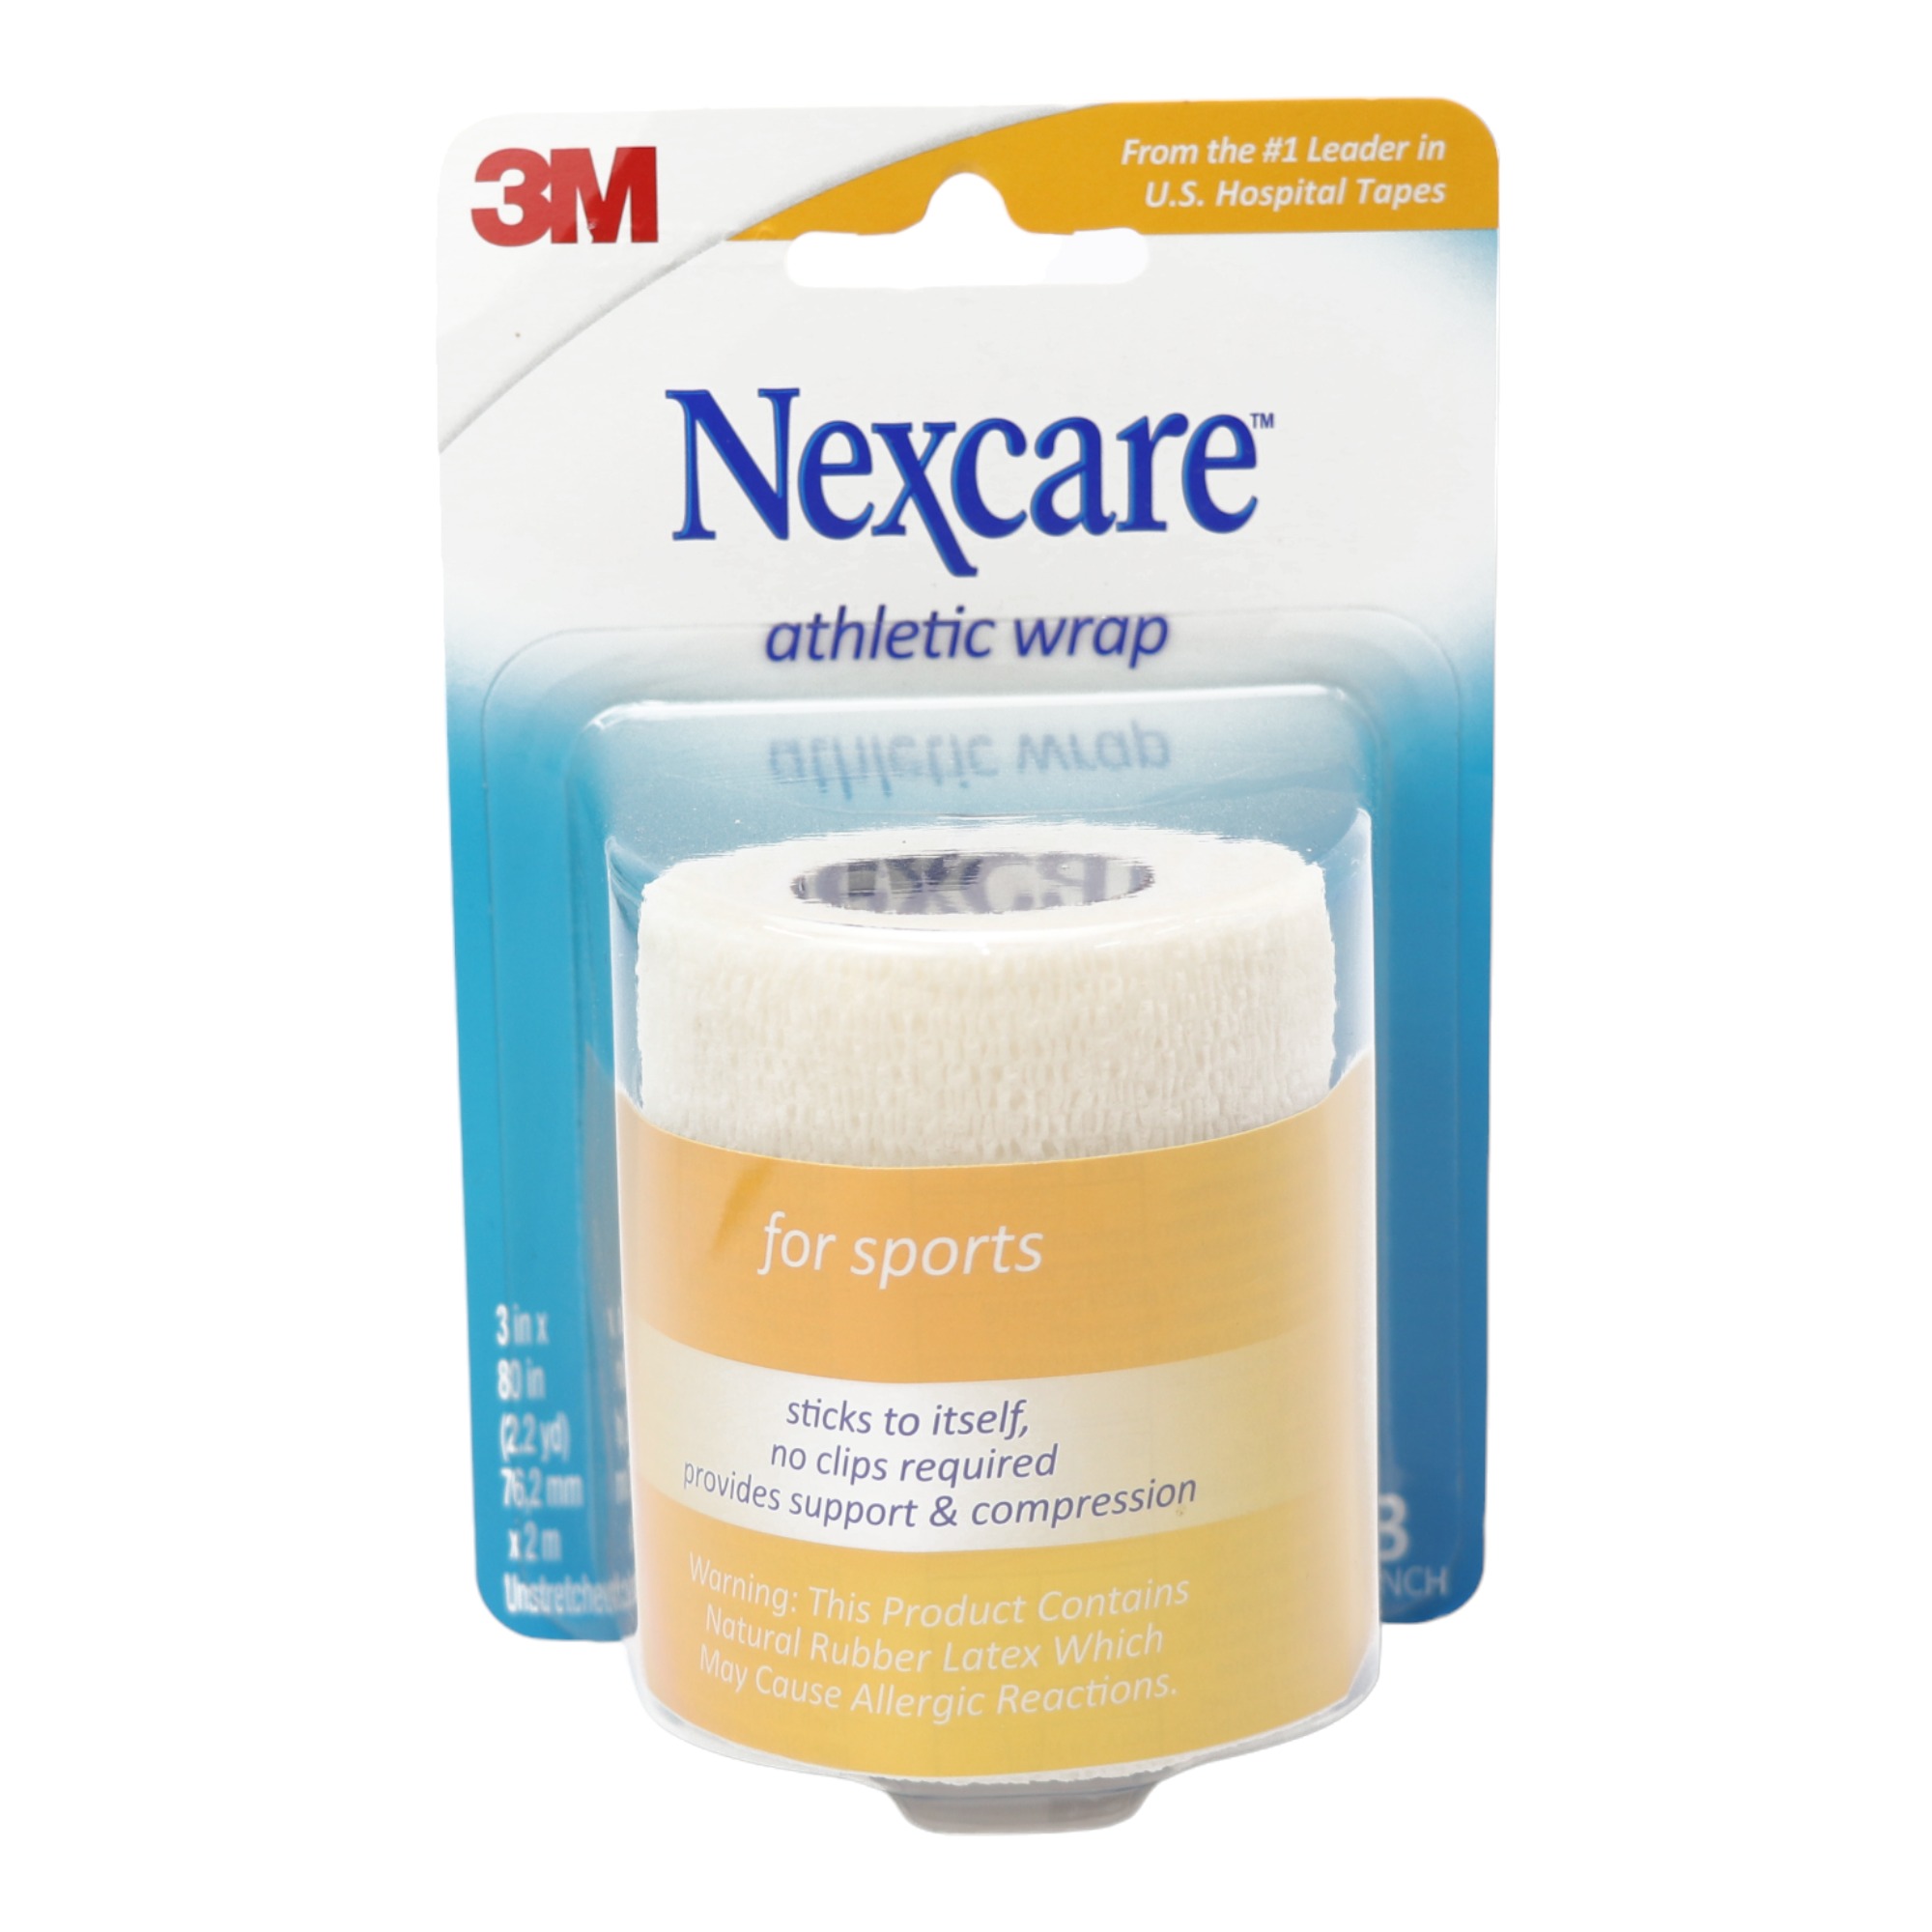 3M
From the #1 Leader in
U.S. Hospital Tapes
Nexcare™
athletic wrap
for sports
sticks to itself,
no clips required
provides support & compression
Warning: This Product Contains
Natural Rubber Latex Which
May Cause Allergic Reactions.
3 in x
80 in
(2.2 yd)
76,2 mm
x 2 m
3